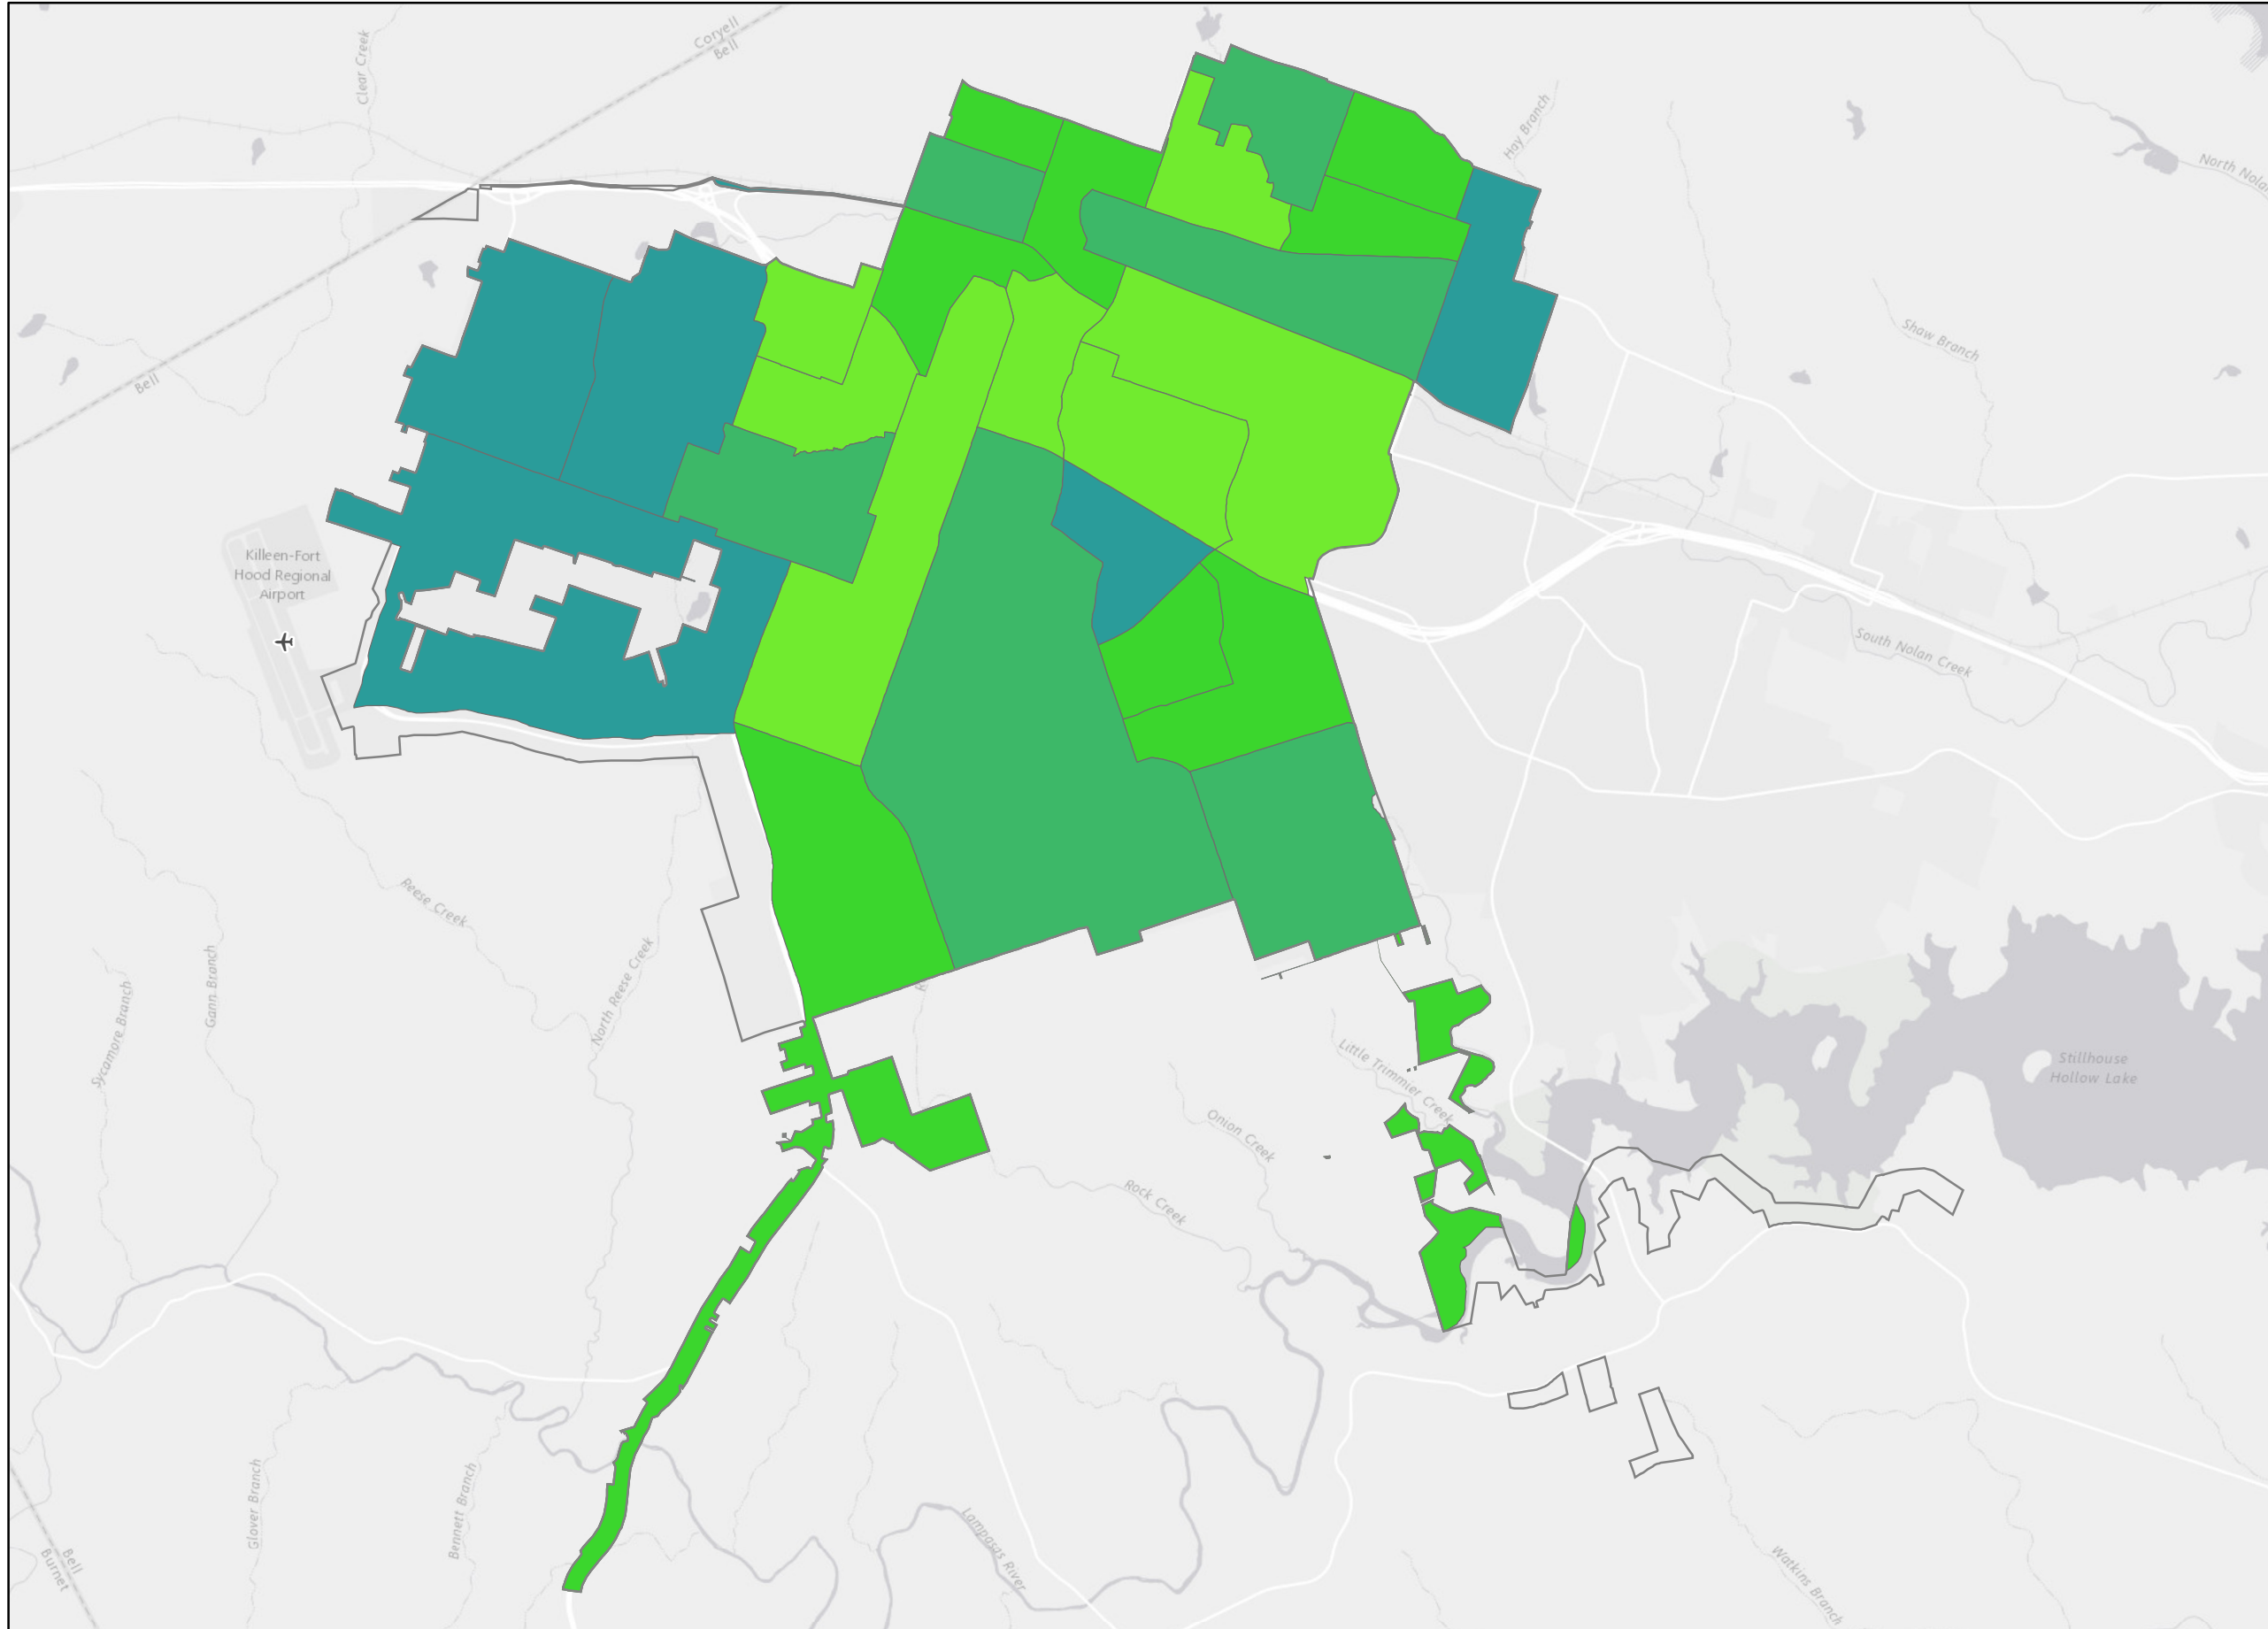 Coryell
Bell
Clear Creek
Hay Branch
North Nolan
Shaw Branch
Bell
Killeen-Fort
Hood Regional
Airport
South Nolan Creek
Reese Creek
Gann Branch
Sycamore Branch
North Reese Creek
Stillhouse
Hollow Lake
Little Trimmier Creek
Onion Creek
Rock Creek
Glover Branch
Bennett Branch
Lampasas River
Bell
Burnet
Watkins Branch